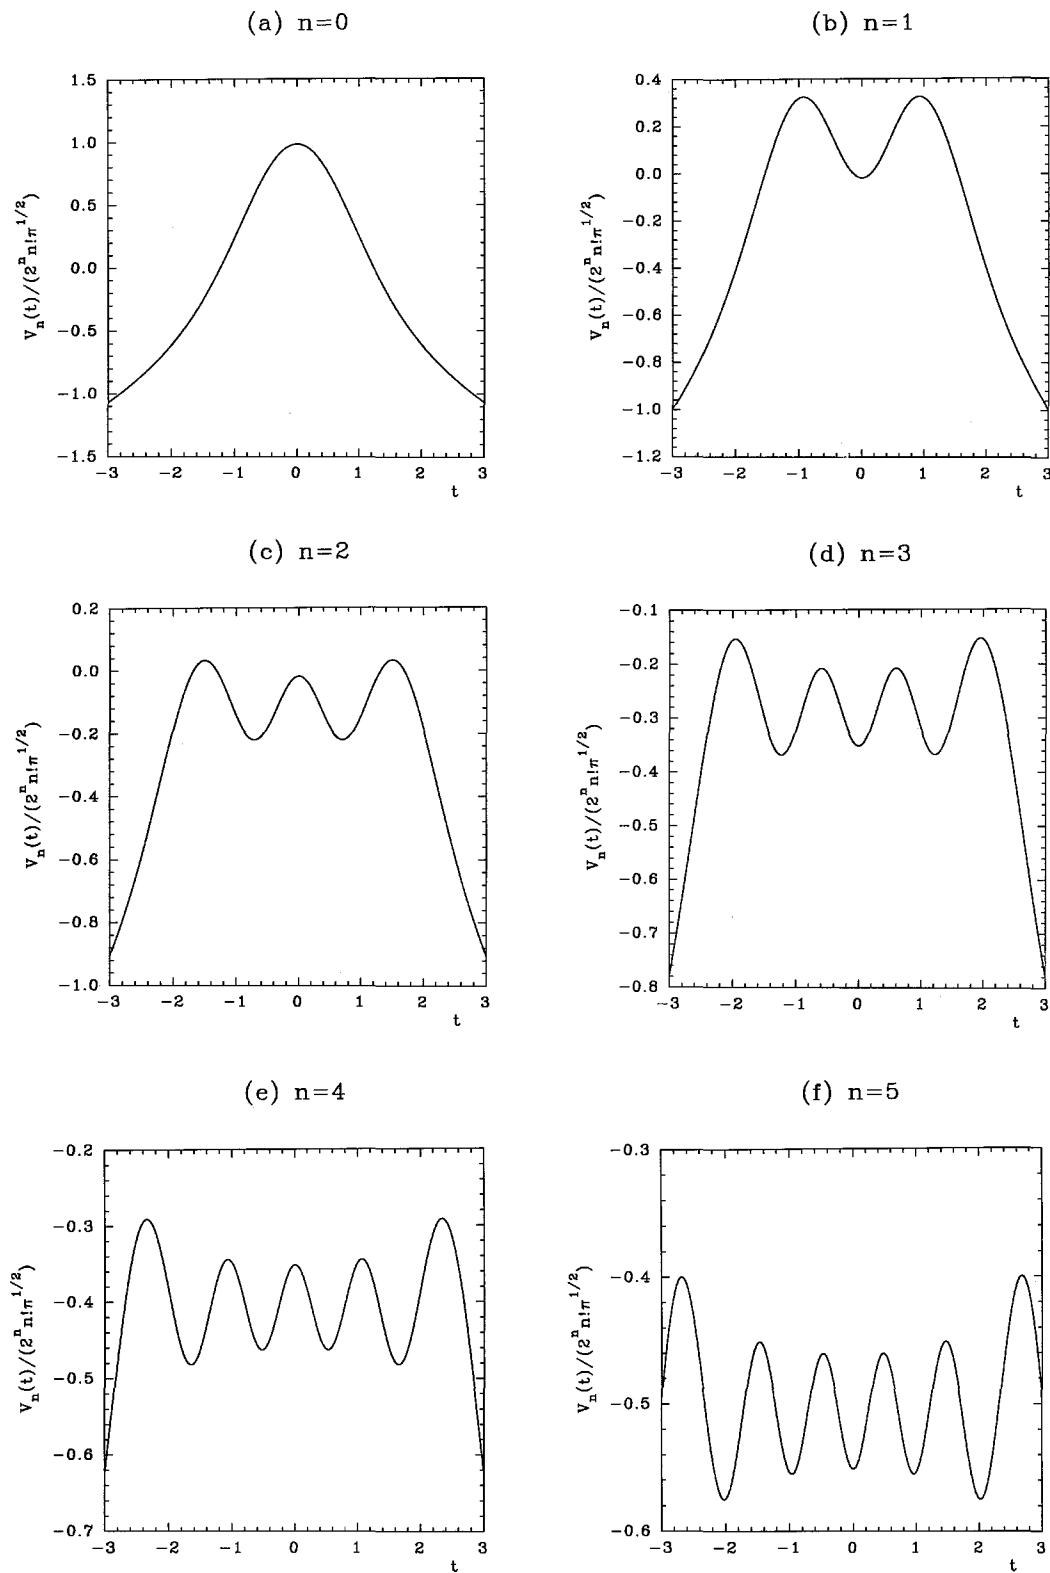 (a) n=0
1.5
1.0
0.5
0.0
−0.5
−1.0
−1.5
V_n(t)/(2^n n!π^1/2)
−3 −2 −1 0 1 2 3
t
(b) n=1
0.4
0.2
0.0
−0.2
−0.4
−0.6
−0.8
−1.0
−1.2
V_n(t)/(2^n n!π^1/2)
−3 −2 −1 0 1 2 3
t
(c) n=2
0.2
0.0
−0.2
−0.4
−0.6
−0.8
−1.0
V_n(t)/(2^n n!π^1/2)
−3 −2 −1 0 1 2 3
t
(d) n=3
−0.1
−0.2
−0.3
−0.4
−0.5
−0.6
−0.7
−0.8
V_n(t)/(2^n n!π^1/2)
−3 −2 −1 0 1 2 3
t
(e) n=4
−0.2
−0.3
−0.4
−0.5
−0.6
−0.7
V_n(t)/(2^n n!π^1/2)
−3 −2 −1 0 1 2 3
t
(f) n=5
−0.3
−0.4
−0.5
−0.6
V_n(t)/(2^n n!π^1/2)
−3 −2 −1 0 1 2 3
t